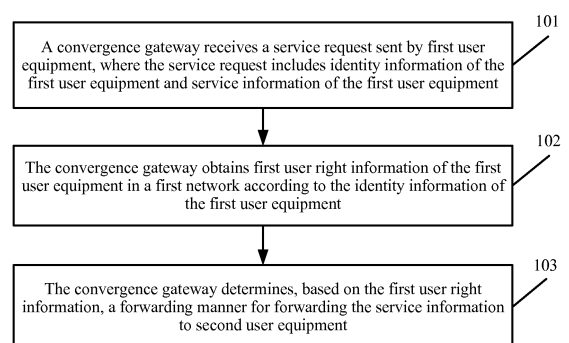 101
A convergence gateway receives a service request sent by first user
equipment, where the service request includes identity information of the
first user equipment and service information of the first user equipment
102
The convergence gateway obtains first user right information of the first
user equipment in a first network according to the identity information of
the first user equipment
103
The convergence gateway determines, based on the first user right
information, a forwarding manner for forwarding the service information
to second user equipment